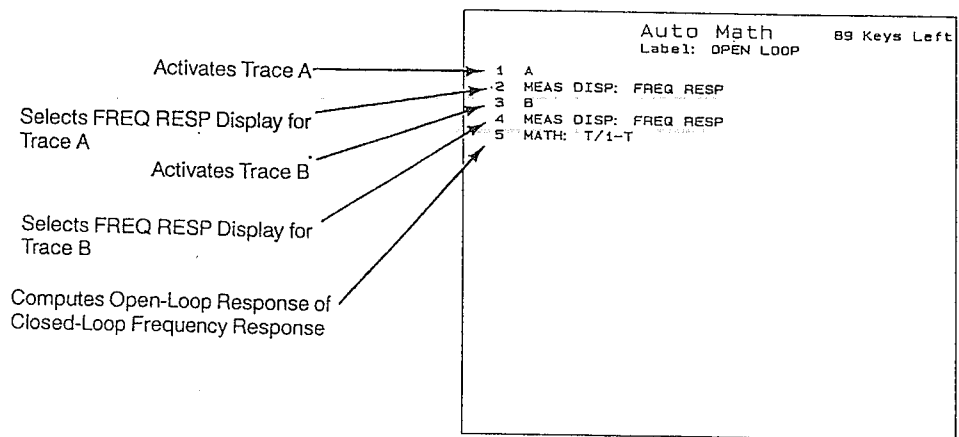 Auto Math
89 Keys Left
Label: OPEN LOOP
Activates Trace A
1 A
2 MEAS DISP: FREQ RESP
Selects FREQ RESP Display for
Trace A
3 B
4 MEAS DISP: FREQ RESP
5 MATH: T/1-T
Activates Trace B
Selects FREQ RESP Display for
Trace B
Computes Open-Loop Response of
Closed-Loop Frequency Response